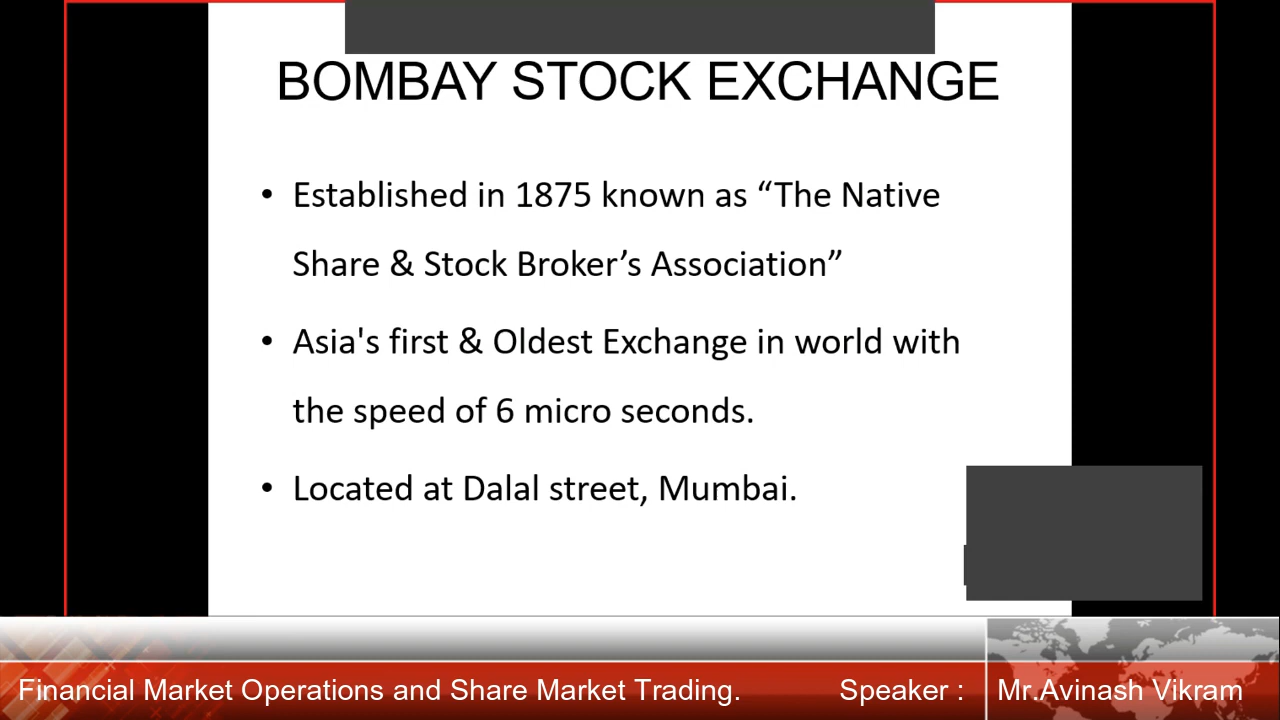 BOMBAY STOCK EXCHANGE
• Established in 1875 known as “The Native
Share & Stock Broker’s Association”
• Asia's first & Oldest Exchange in world with
the speed of 6 micro seconds.
• Located at Dalal street, Mumbai.
Financial Market Operations and Share Market Trading. Speaker : Mr.Avinash Vikram